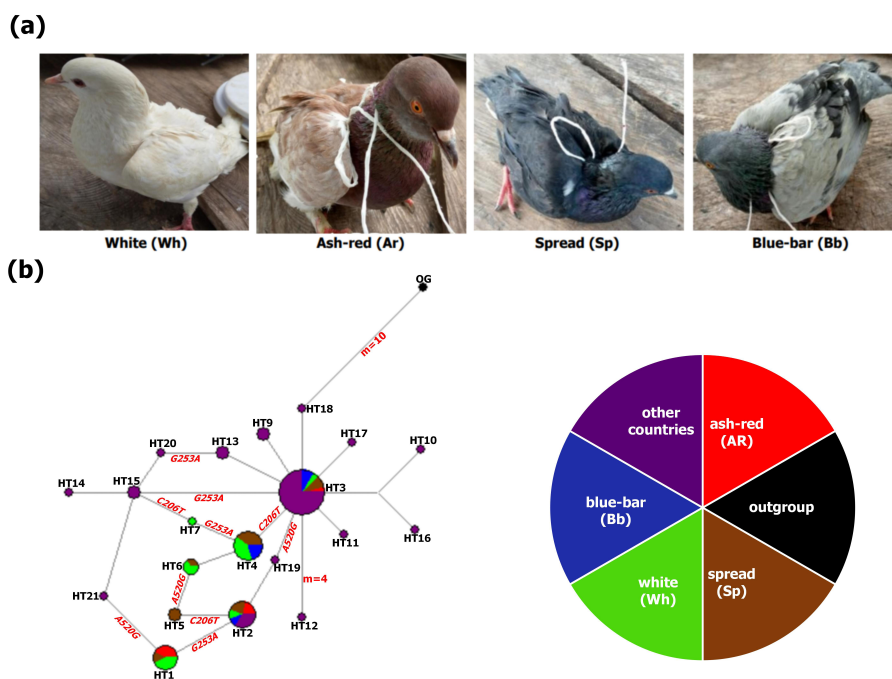 (a)
White (Wh)
Ash-red (Ar)
Spread (Sp)
Blue-bar (Bb)
(b)
OG
m=10
HT18
HT9
HT17
HT10
HT20
HT13
G253A
HT14
HT15
G253A
HT3
C206T
HT7
G253A
C206T
HT4
A520G
HT11
HT16
HT6
HT19
m=4
A520G
HT21
HT5
C206T
HT2
HT12
A520G
G253A
HT1
other
countries
ash-red
(AR)
blue-bar
(Bb)
outgroup
white
(Wh)
spread
(Sp)